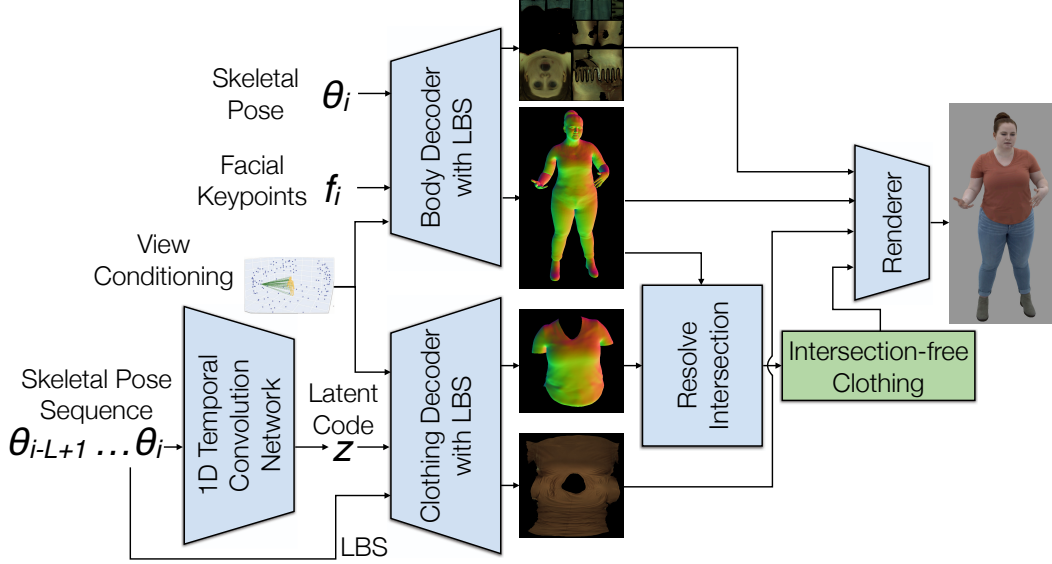 Skeletal
Pose
θi
Facial
Keypoints
fi
View
Conditioning
Body Decoder
with LBS
Skeletal Pose
Sequence
θi-L+1 ...θi
1D Temporal
Convolution
Network
Latent
Code
z
LBS
Clothing Decoder
with LBS
Resolve
Intersection
Intersection-free
Clothing
Renderer